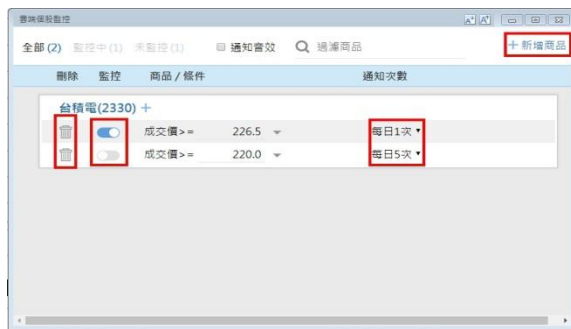 雲端個股監控
A⁺ A⁺
全部(2) 監控中(1) 未監控(1) 通知音效 過濾商品 ＋新增商品
刪除 監控 商品 / 條件 通知次數
台積電(2330) ＋
成交價>= 226.5 每日1次
成交價>= 220.0 每日5次